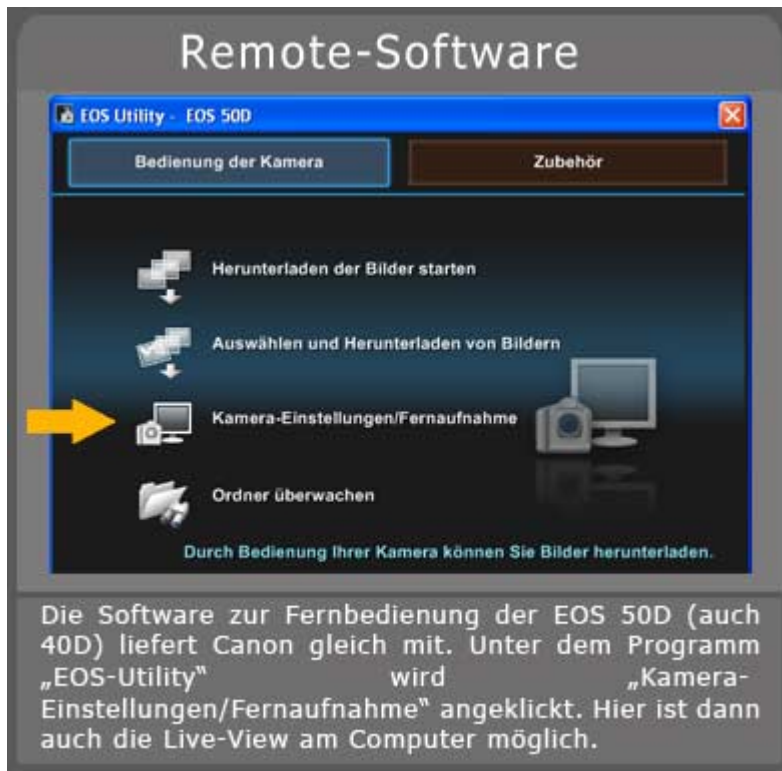 Remote-Software
EOS Utility - EOS 50D
Bedienung der Kamera Zubehör
Herunterladen der Bilder starten
Auswählen und Herunterladen von Bildern
Kamera-Einstellungen/Fernaufnahme
Ordner überwachen
Durch Bedienung Ihrer Kamera können Sie Bilder herunterladen.
Die Software zur Fernbedienung der EOS 50D (auch
40D) liefert Canon gleich mit. Unter dem Programm
„EOS-Utility“ wird „Kamera-
Einstellungen/Fernaufnahme“ angeklickt. Hier ist dann
auch die Live-View am Computer möglich.